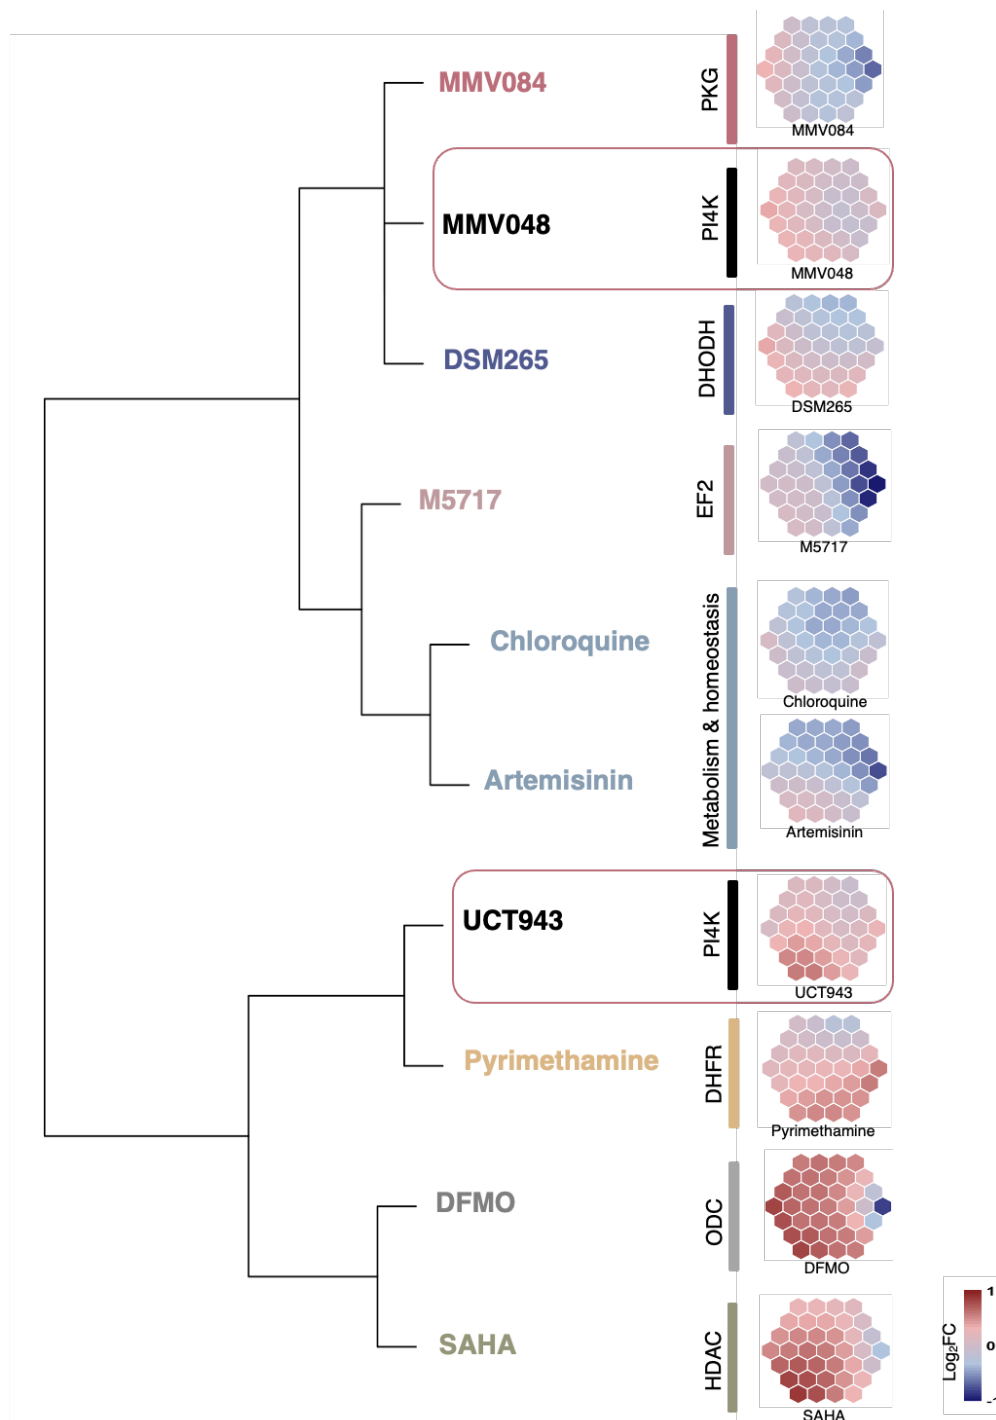 MMV084
PKG
MMV084
MMV048
PI4K
MMV048
DSM265
DHODH
DSM265
M5717
EF2
M5717
Chloroquine
Metabolism & homeostasis
Chloroquine
Artemisinin
Artemisinin
UCT943
PI4K
UCT943
Pyrimethamine
DHFR
Pyrimethamine
DFMO
ODC
DFMO
SAHA
HDAC
SAHA
Log₂FC
1
0